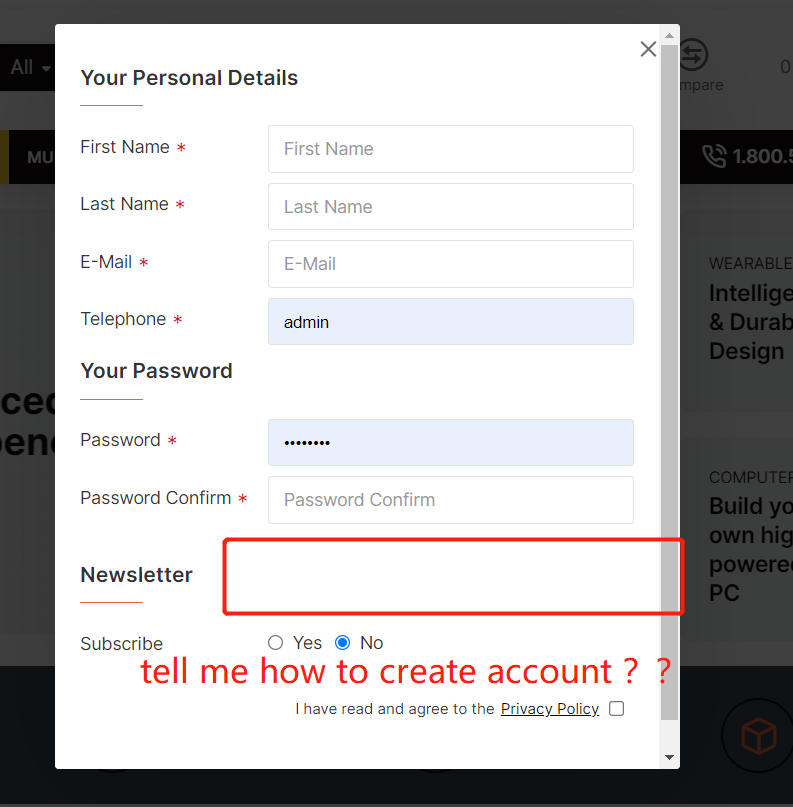 All
mpare
0
MU
1.800.5
Your Personal Details
First Name *
First Name
Last Name *
Last Name
E-Mail *
E-Mail
Telephone *
admin
Your Password
Password *
••••••••
Password Confirm *
Password Confirm
Newsletter
Subscribe
Yes No
tell me how to create account ? ?
I have read and agree to the Privacy Policy
WEARABLE
Intellige
& Durab
Design
COMPUTER
Build yo
own hig
powere
PC